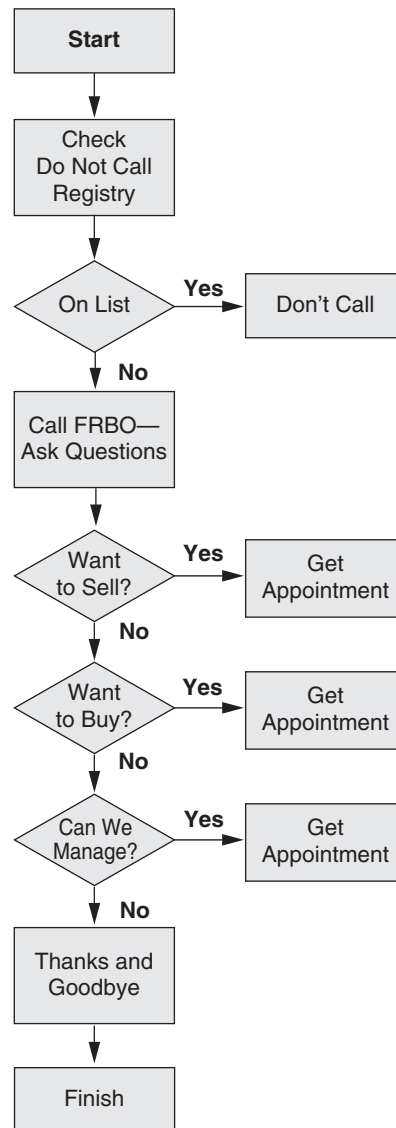 Start
Check
Do Not Call
Registry
On List
Yes
Don't Call
No
Call FRBO—
Ask Questions
Want
to Sell?
Yes
Get
Appointment
No
Want
to Buy?
Yes
Get
Appointment
No
Can We
Manage?
Yes
Get
Appointment
No
Thanks and
Goodbye
Finish